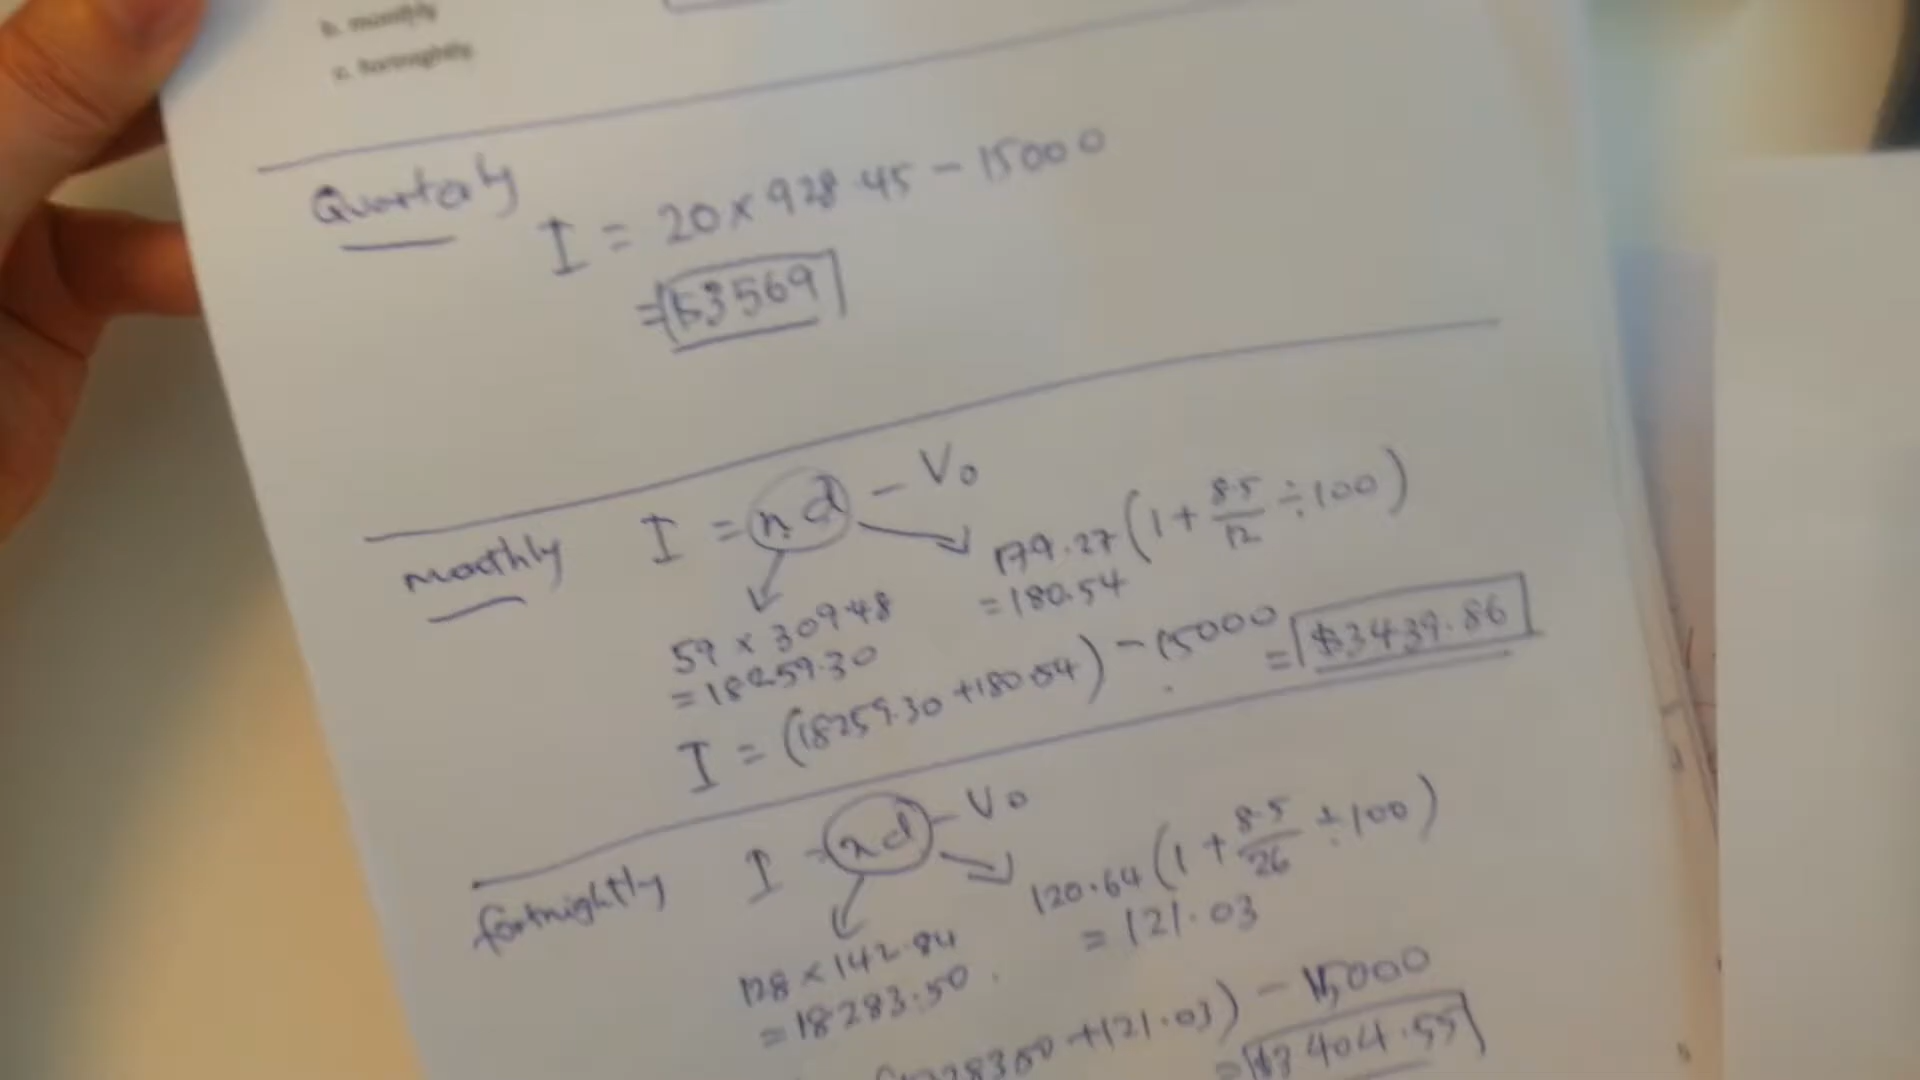 b. monthly
c. fortnightly
Quarterly
I = 20 × 928.45 - 15000
= $3569
monthly
I = nd - V₀
179.27 (1 + 8.5/12 ÷ 100)
= 180.54
59 × 309.48
= 18259.30
I = (18259.30 + 180.54) - 15000 = $3439.86
fortnightly
I = nd - V₀
120.64 (1 + 8.5/26 ÷ 100)
= 121.03
128 × 142.84
= 18283.50
+ 121.03) - 15000
= $3404.55